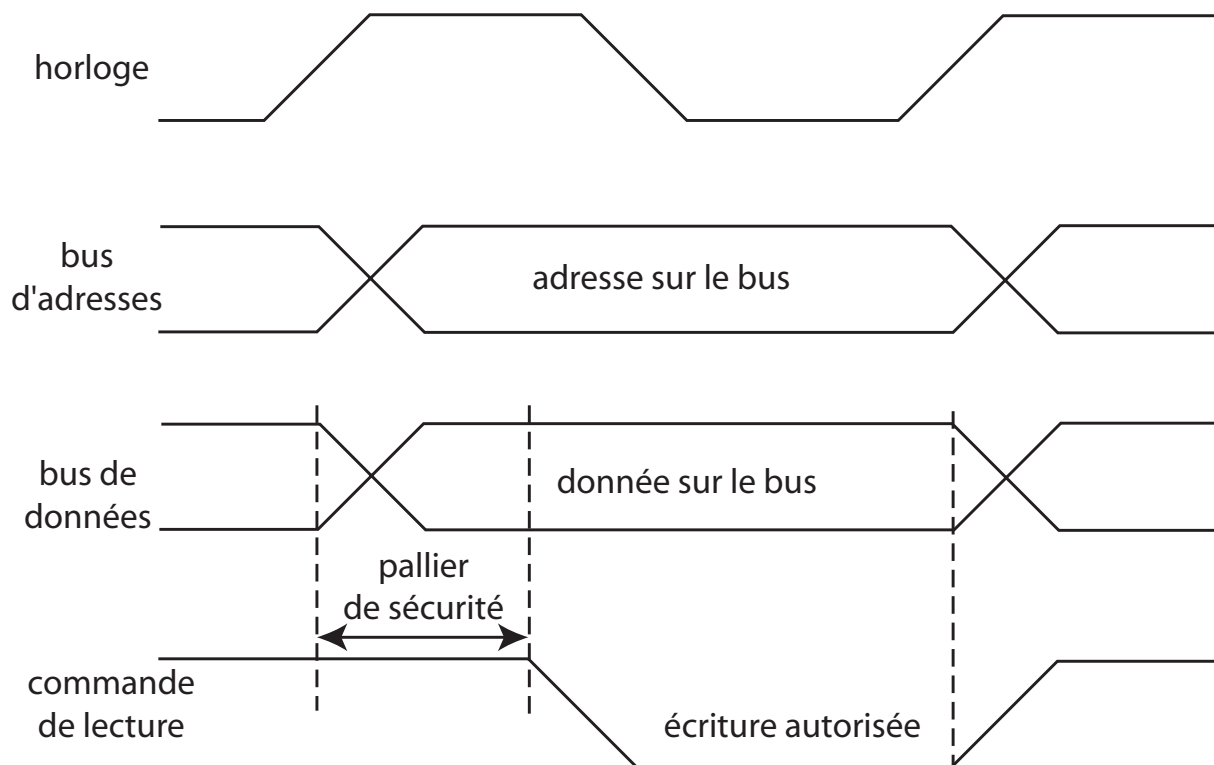 horloge
bus
d'adresses
adresse sur le bus
bus de
données
donnée sur le bus
pallier
de sécurité
commande
de lecture
écriture autorisée